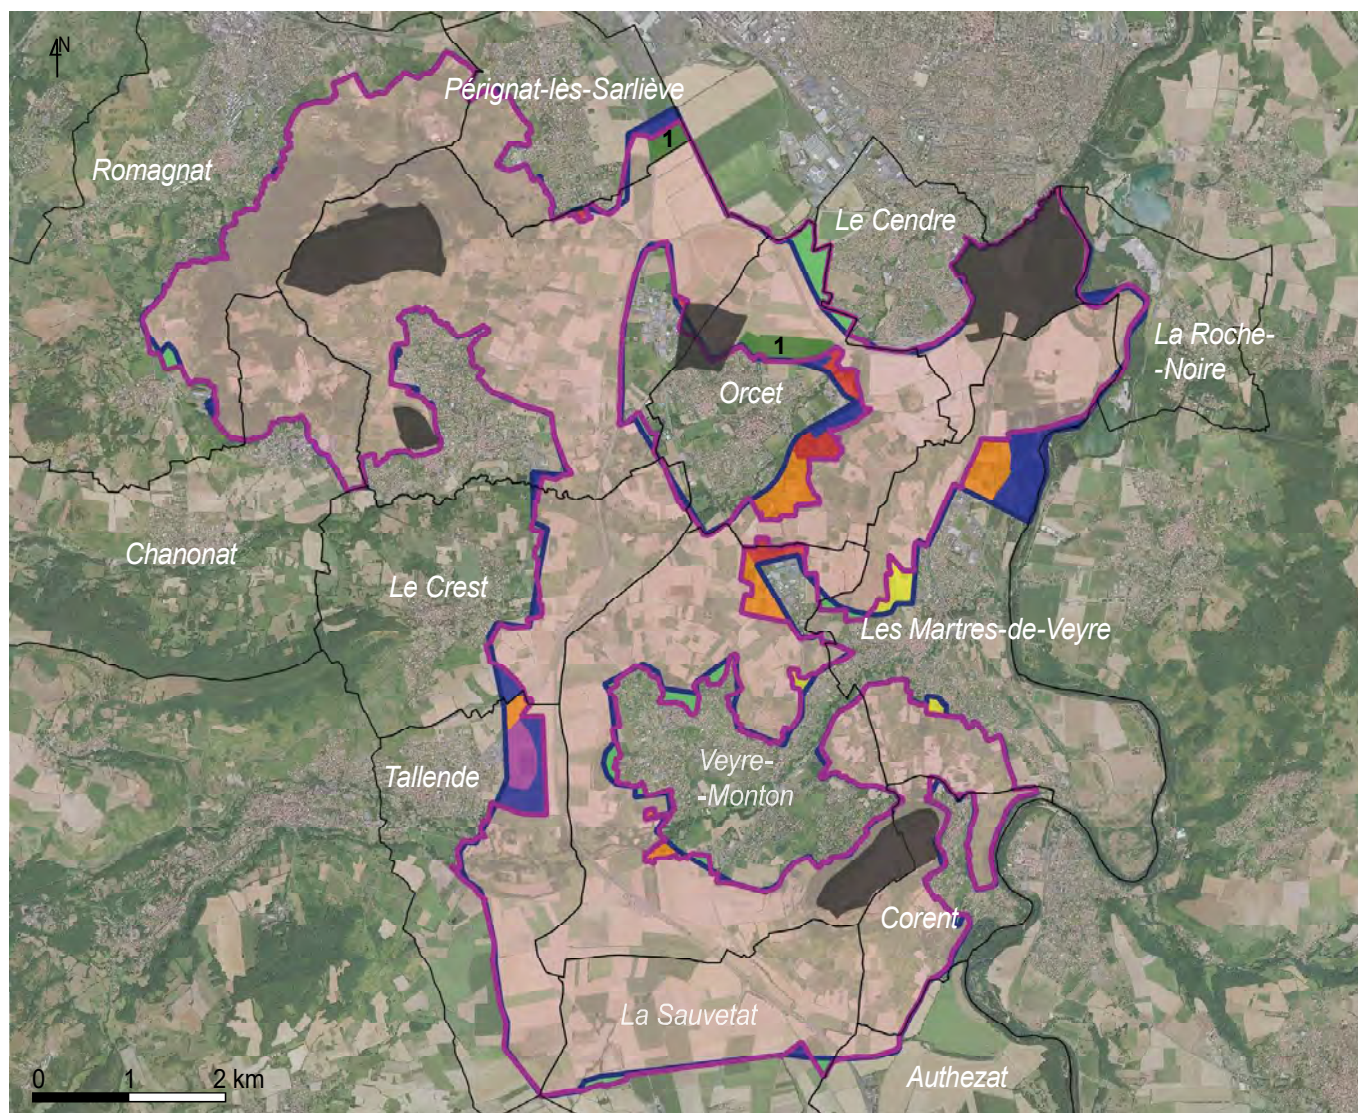 N
Pérignat-lès-Sarliève
1
Romagnat
Le Cendre
La Roche-
-Noire
1
Orcet
Chanonat
Le Crest
Les Martres-de-Veyre
Veyre-
-Monton
Tallende
Corent
La Sauvetat
Authezat
0 1 2 km